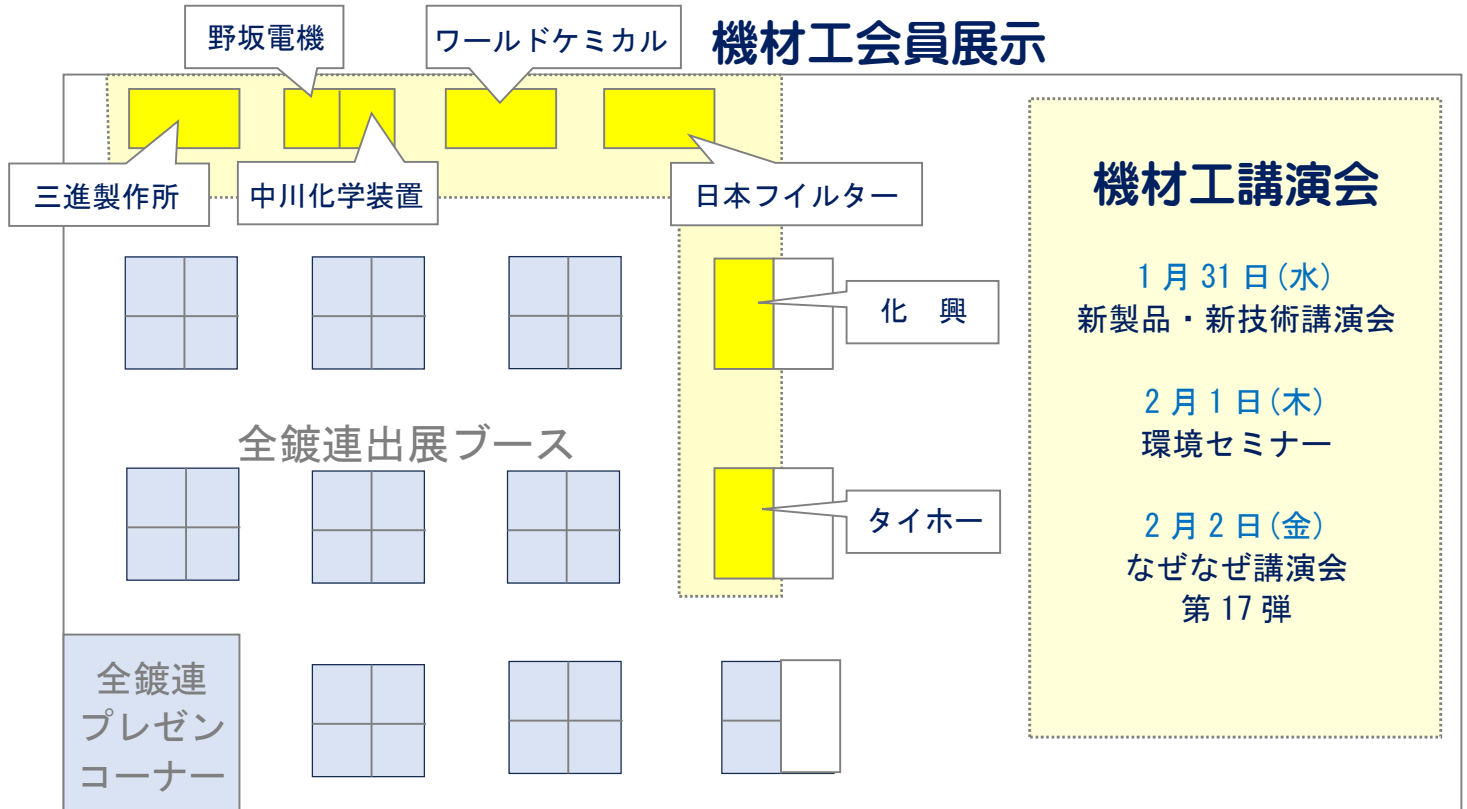 機材工会員展示
野坂電機
ワールドケミカル
三進製作所
中川化学装置
日本フイルター
化　興
全鍍連出展ブース
タイホー
全鍍連
プレゼン
コーナー
機材工講演会
1月31日(水)
新製品・新技術講演会
2月1日(木)
環境セミナー
2月2日(金)
なぜなぜ講演会
第17弾